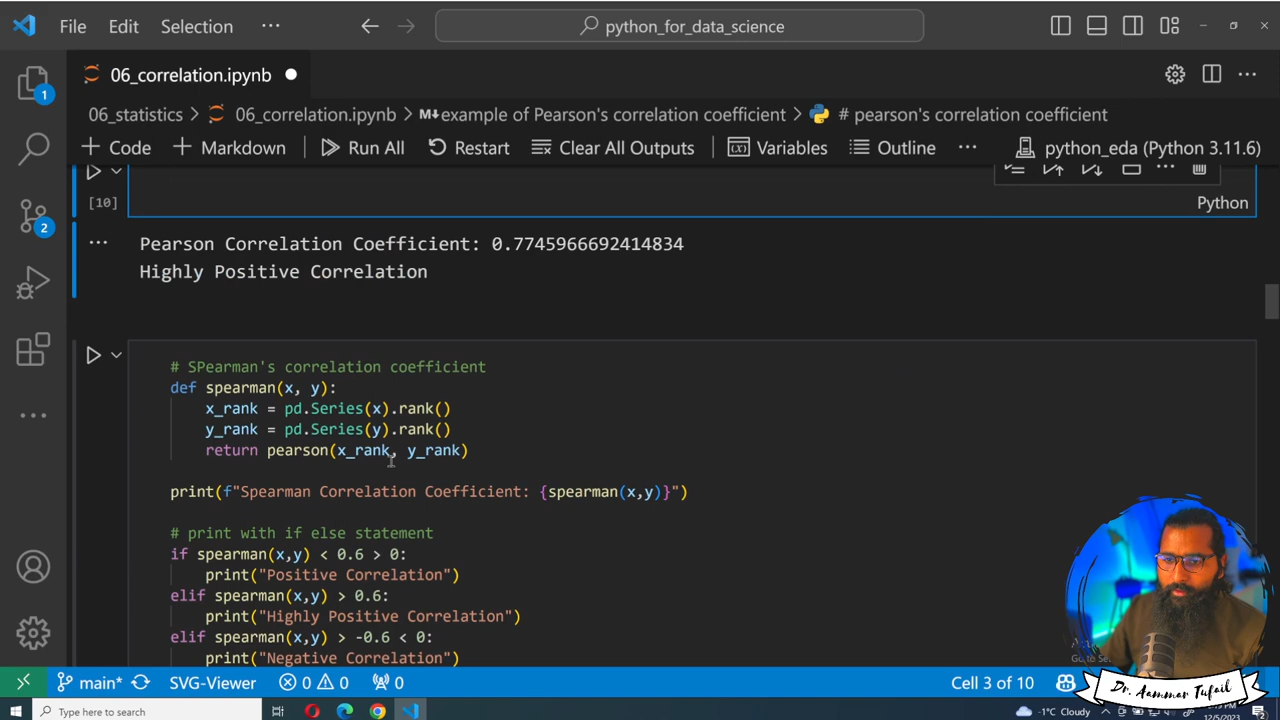 File Edit Selection ··· python_for_data_science
06_correlation.ipynb
06_statistics > 06_correlation.ipynb > M↓example of Pearson's correlation coefficient > # pearson's correlation coefficient
+ Code + Markdown Run All Restart Clear All Outputs Variables Outline ··· python_eda (Python 3.11.6)
1
2
[10]
Python
Pearson Correlation Coefficient: 0.7745966692414834
Highly Positive Correlation
# SPearman's correlation coefficient
def spearman(x, y):
x_rank = pd.Series(x).rank()
y_rank = pd.Series(y).rank()
return pearson(x_rank, y_rank)
print(f"Spearman Correlation Coefficient: {spearman(x,y)}")
# print with if else statement
if spearman(x,y) < 0.6 > 0:
print("Positive Correlation")
elif spearman(x,y) > 0.6:
print("Highly Positive Correlation")
elif spearman(x,y) > -0.6 < 0:
print("Negative Correlation")
main* SVG-Viewer 0 0 0 Cell 3 of 10
Dr. Aammar Tufail
Type here to search -1°C Cloudy 12/5/2023